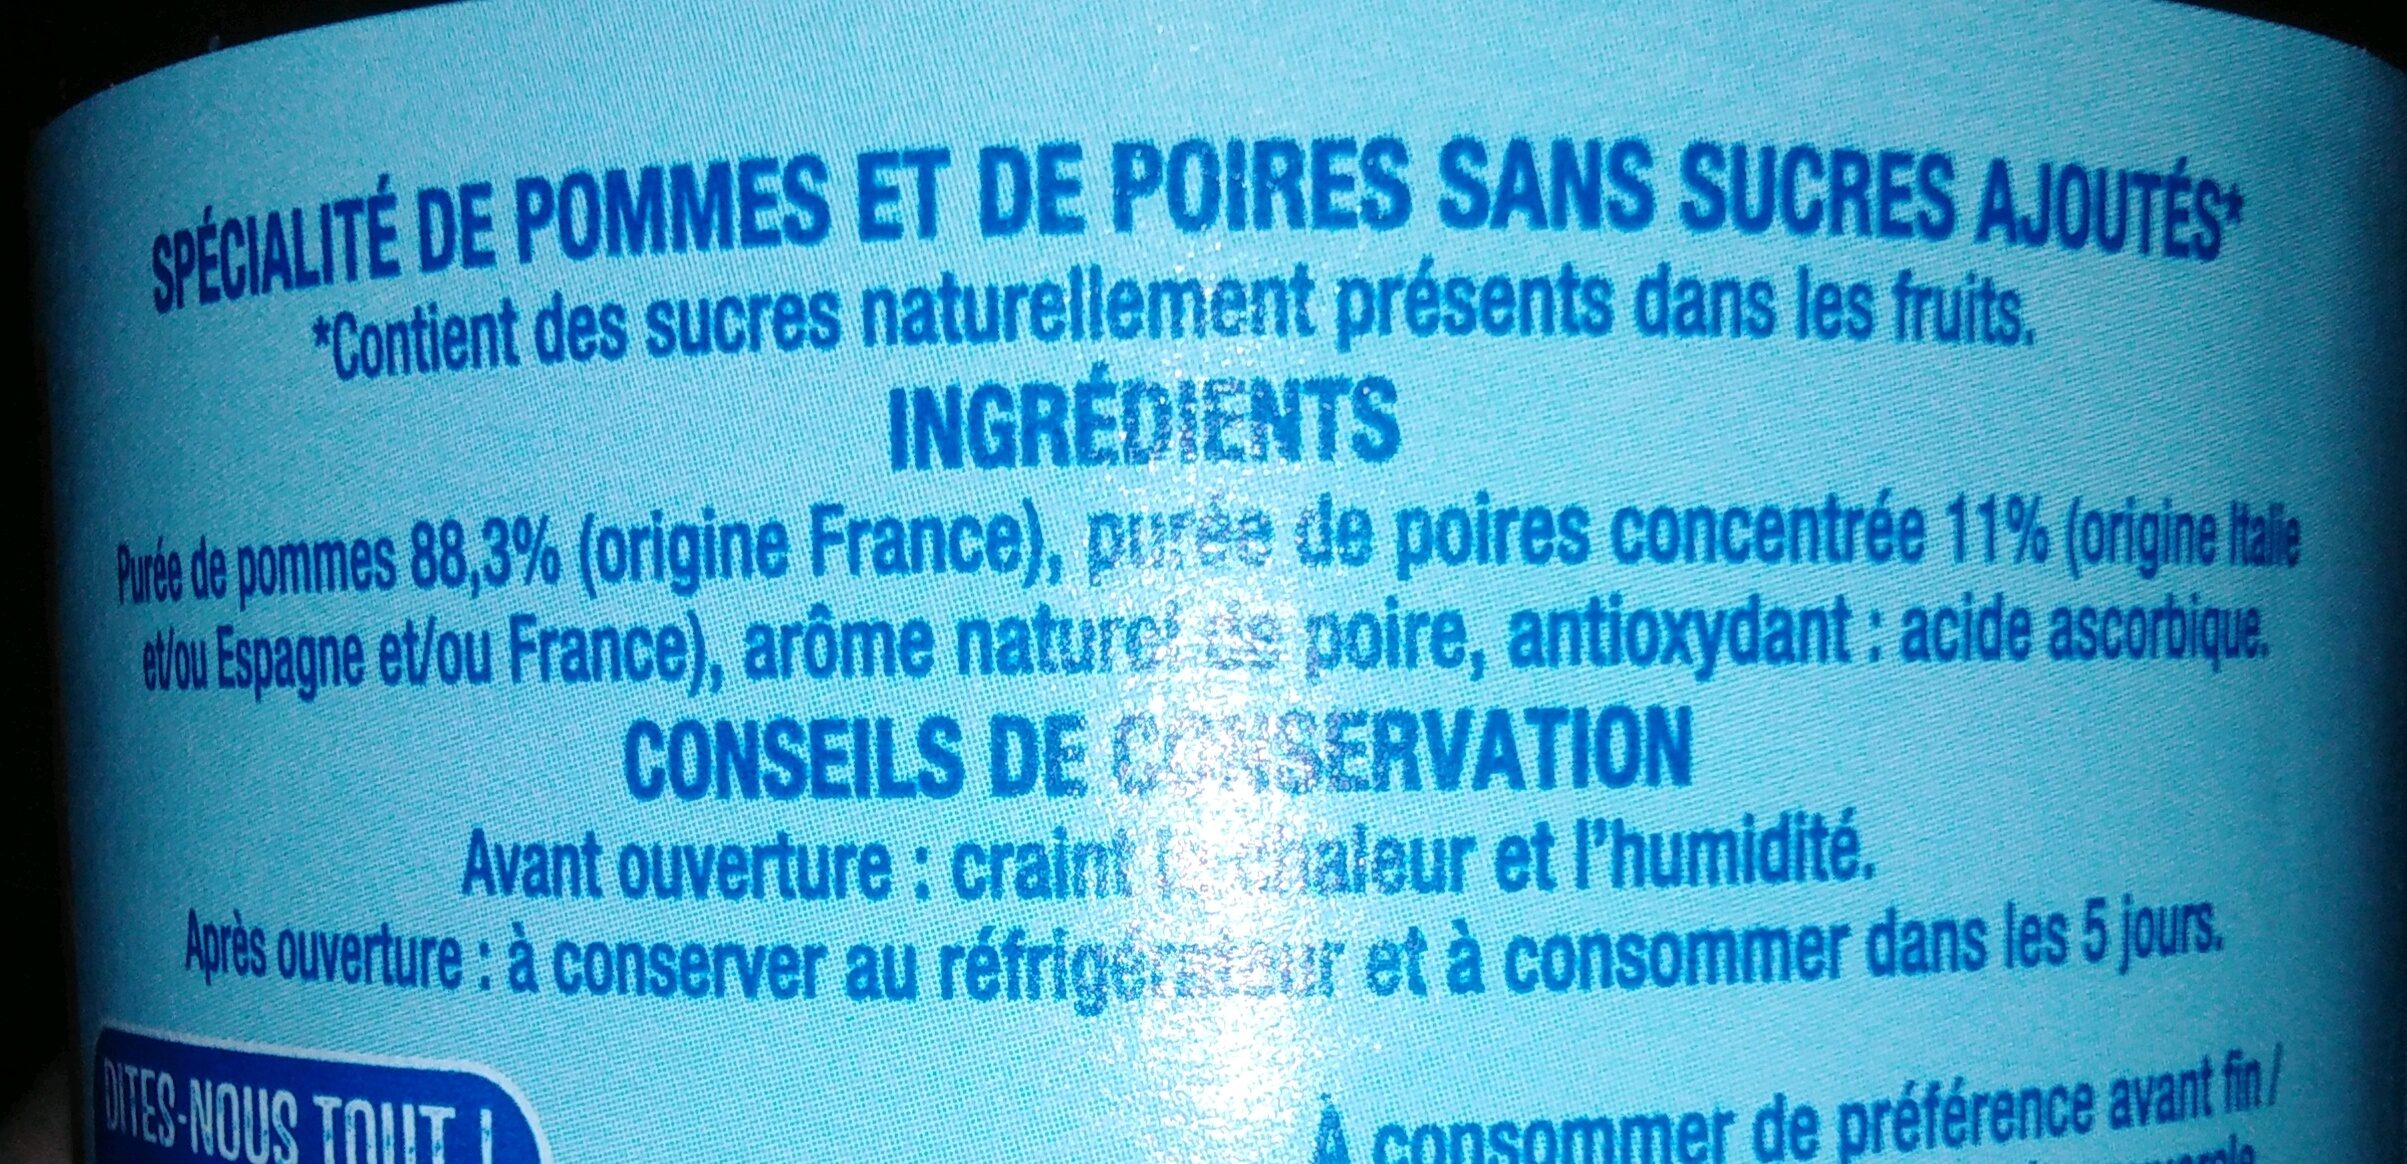 SPÉCIALITÉ DE POMMES ET DE POIRES SANS SUCRES AJOUTÉS*
*Contient des sucres naturellement présents dans les fruits.
INGRÉDIENTS
Purée de pommes 88,3% (origine France), purée de poires concentrée 11% (origine Italie
et/ou Espagne et/ou France), arôme naturel de poire, antioxydant : acide ascorbique.
CONSEILS DE CONSERVATION
Avant ouverture : craint la chaleur et l'humidité.
Après ouverture : à conserver au réfrigérateur et à consommer dans les 5 jours.
DITES-NOUS TOUT !
À consommer de préférence avant fin /